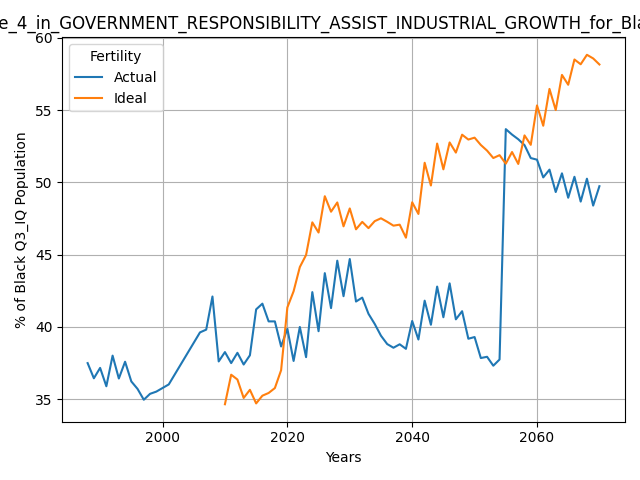 e_4_in_GOVERNMENT_RESPONSIBILITY_ASSIST_INDUSTRIAL_GROWTH_for_Bla
60
55
50
45
40
35
% of Black Q3_IQ Population
Fertility
Actual
Ideal
2000
2020
2040
2060
Years